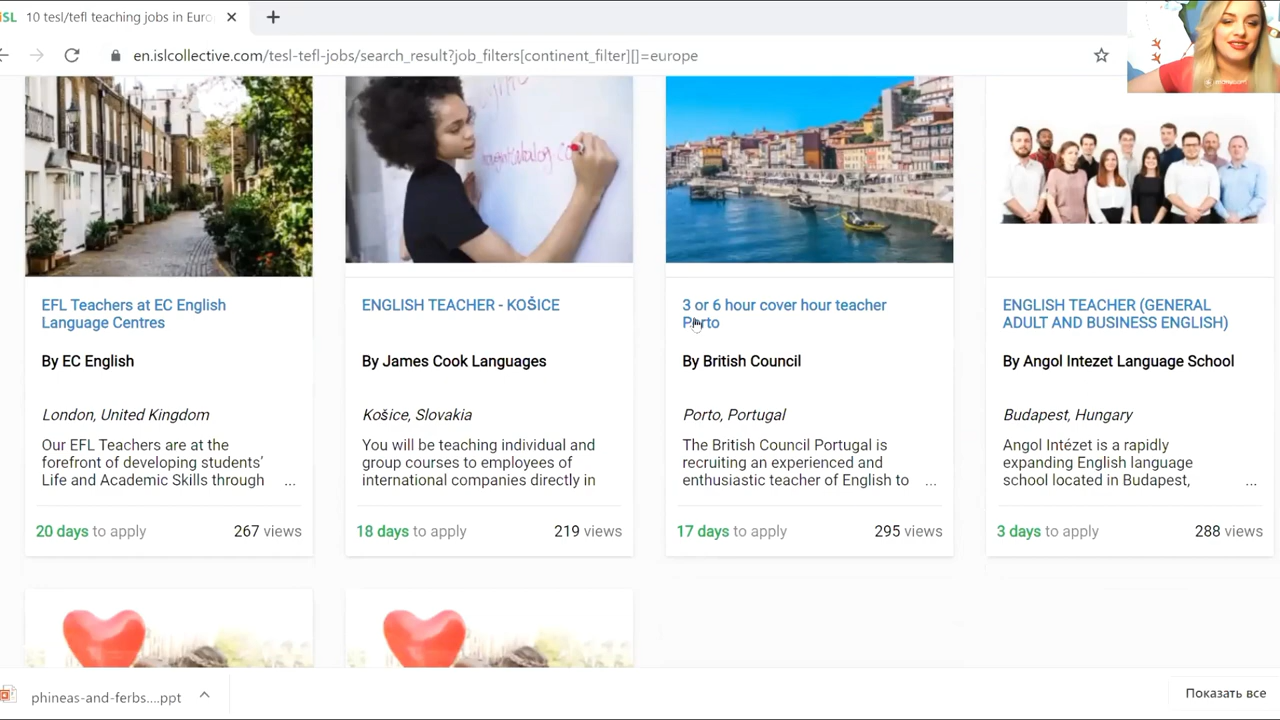 iSL 10 tesl/tefl teaching jobs in Euro
en.islcollective.com/tesl-tefl-jobs/search_result?job_filters[continent_filter][]=europe
EFL Teachers at EC English
Language Centres
By EC English
London, United Kingdom
Our EFL Teachers are at the
forefront of developing students'
Life and Academic Skills through ...
20 days to apply 267 views
ENGLISH TEACHER - KOŠICE
By James Cook Languages
Košice, Slovakia
You will be teaching individual and
group courses to employees of
international companies directly in
18 days to apply 219 views
3 or 6 hour cover hour teacher
Porto
By British Council
Porto, Portugal
The British Council Portugal is
recruiting an experienced and
enthusiastic teacher of English to ...
17 days to apply 295 views
ENGLISH TEACHER (GENERAL
ADULT AND BUSINESS ENGLISH)
By Angol Intezet Language School
Budapest, Hungary
Angol Intézet is a rapidly
expanding English language
school located in Budapest, ...
3 days to apply 288 views
phineas-and-ferbs....ppt
Показать все